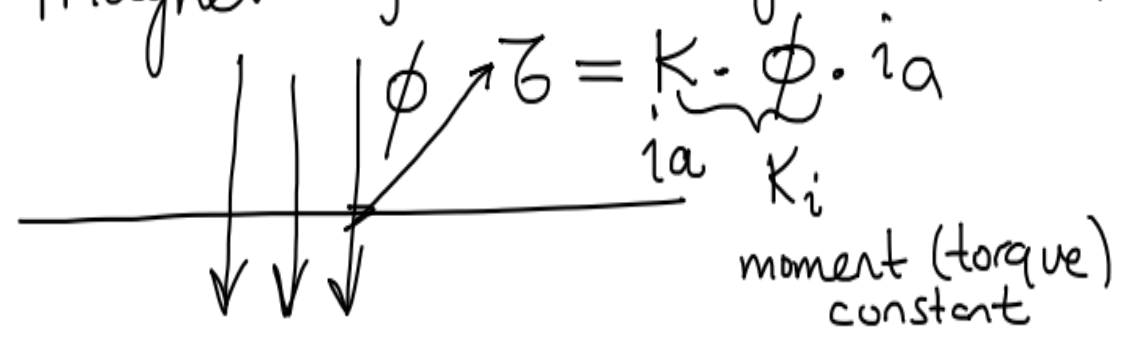 ϕ τ = K · ϕ · ia
ia Ki
moment (torque)
constant